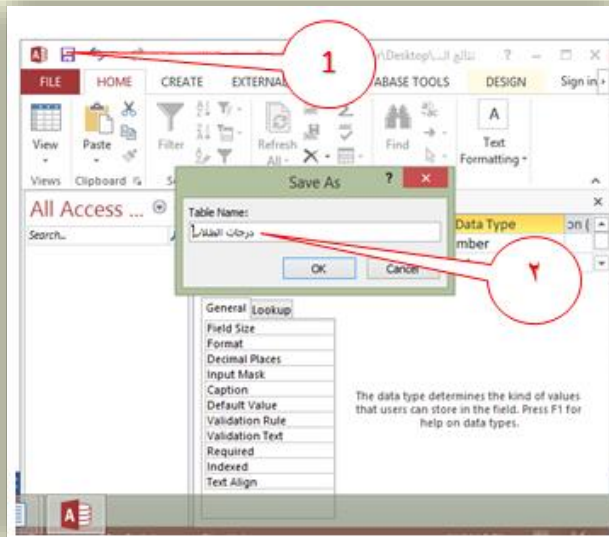 1
y\Desktop\...نتائج ال
?
FILE HOME CREATE EXTERNAL ABASE TOOLS DESIGN Sign in
View Paste Filter Refresh All Find Text Formatting
Views Clipboard
All Access ...
Search...
Save As ?
Table Name:
درجات الطلاب
OK Cancel
٢
Data Type
mber
General Lookup
Field Size
Format
Decimal Places
Input Mask
Caption
Default Value
Validation Rule
Validation Text
Required
Indexed
Text Align
The data type determines the kind of values
that users can store in the field. Press F1 for
help on data types.